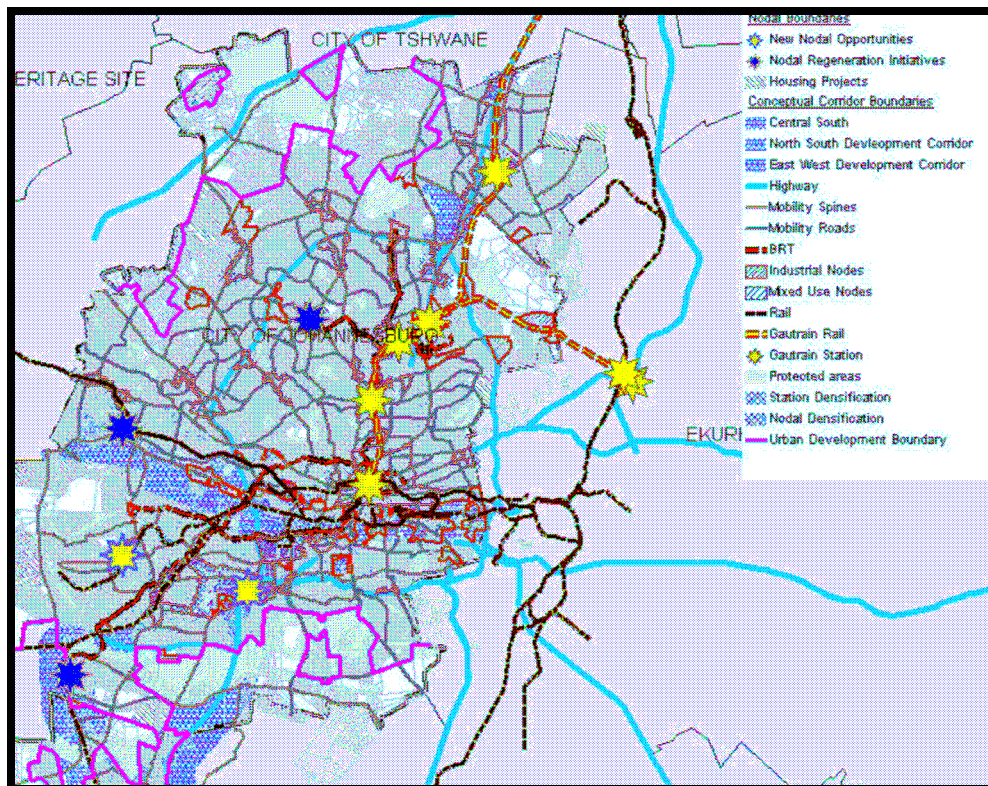 CITY OF TSHWANE
ERITAGE SITE
CITY OF JOHANNESBURG
EKURH
Nodal Boundaries
New Nodal Opportunities
Nodal Regeneration Initiatives
Housing Projects
Conceptual Corridor Boundaries
Central South
North South Devleopment Corridor
East West Development Corridor
Highway
Mobility Spines
Mobility Roads
BRT
Industrial Nodes
Mixed Use Nodes
Rail
Gautrain Rail
Gautrain Station
Protected areas
Station Densification
Nodal Densification
Urban Development Boundary